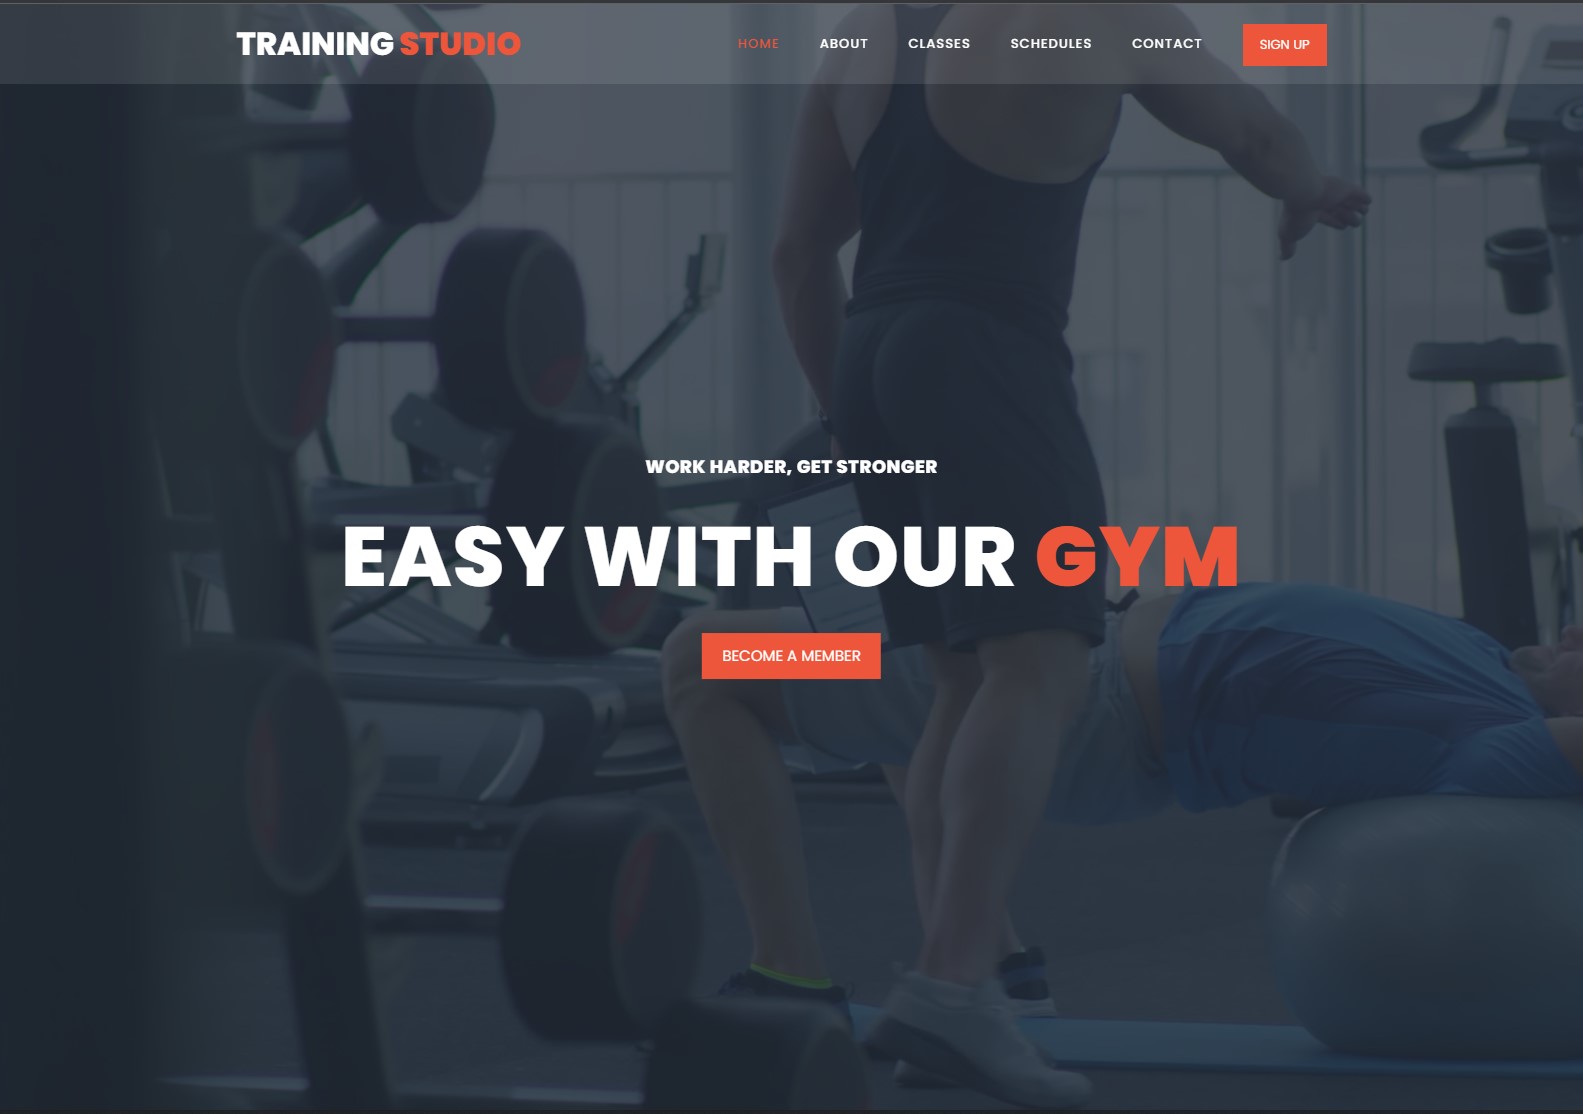 TRAINING STUDIO
HOME ABOUT CLASSES SCHEDULES CONTACT SIGN UP
WORK HARDER, GET STRONGER
EASY WITH OUR GYM
BECOME A MEMBER